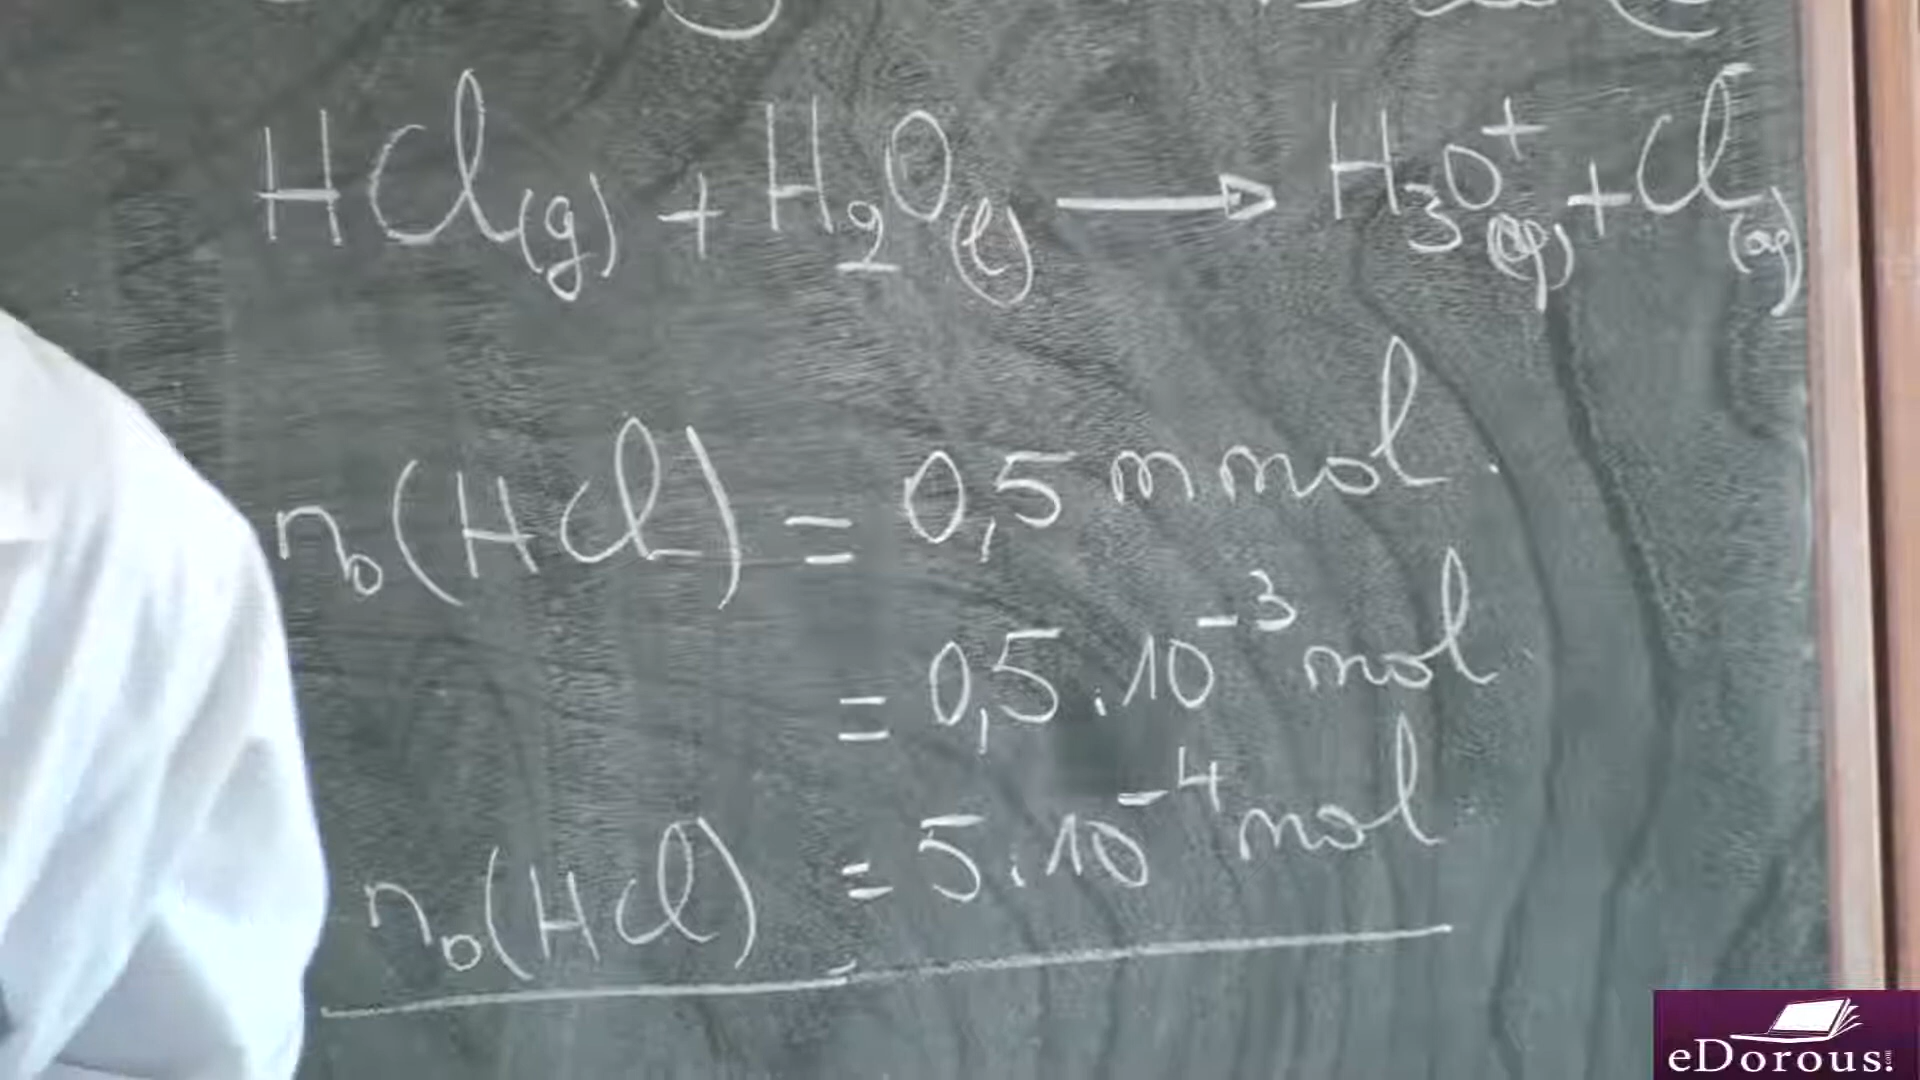 HCl(g) + H₂O(l) → H₃O⁺(aq) + Cl⁻(aq)
n₀(HCl) = 0,5 mmol.
= 0,5.10⁻³ mol.
n₀(HCl) = 5.10⁻⁴ mol
eDorous!